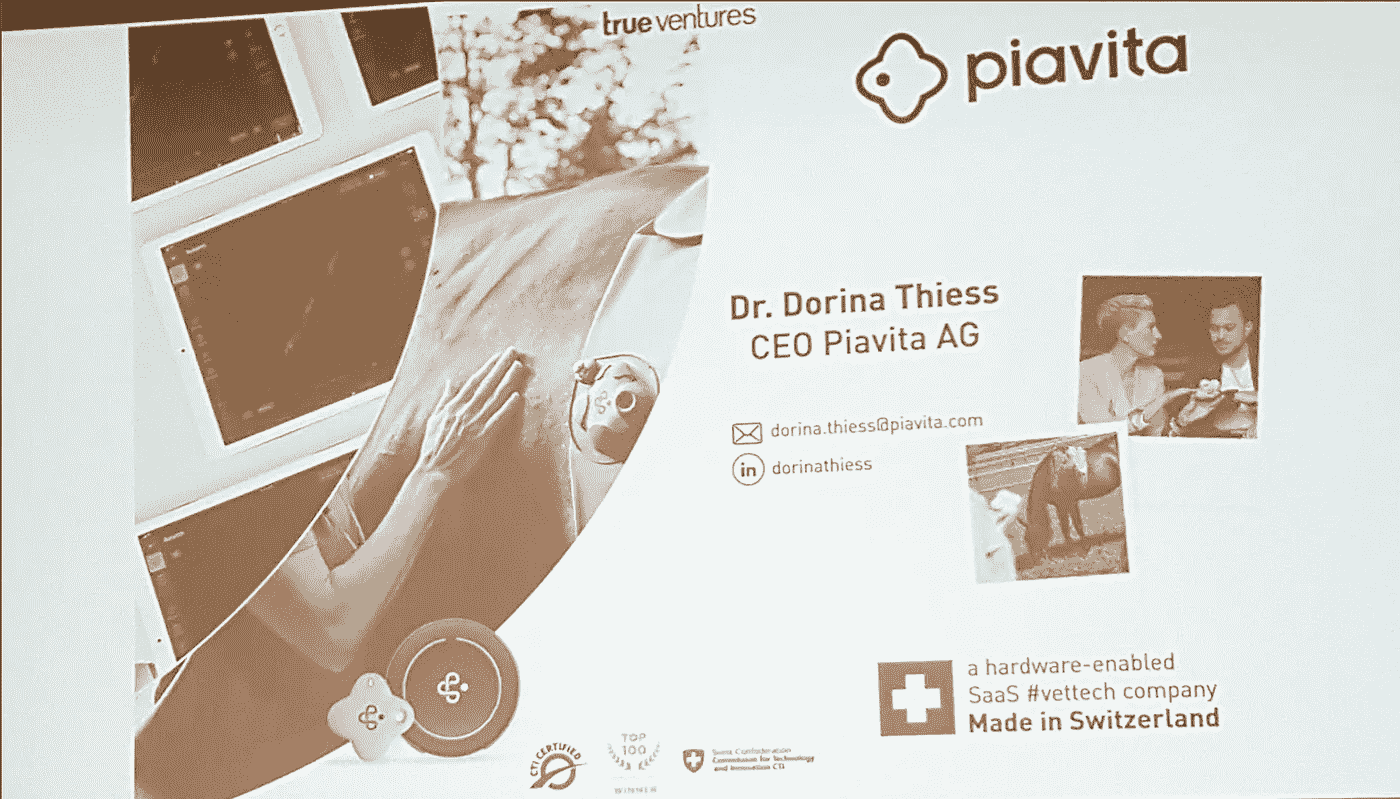 true ventures
piavita
Dr. Dorina Thiess
CEO Piavita AG
dorina.thiess@piavita.com
in dorinathiess
a hardware-enabled
SaaS #vettech company
Made in Switzerland
CTI CERTIFIED
TOP
100
WINNER
Swiss Confederation
Commission for Technology
and Innovation CTI